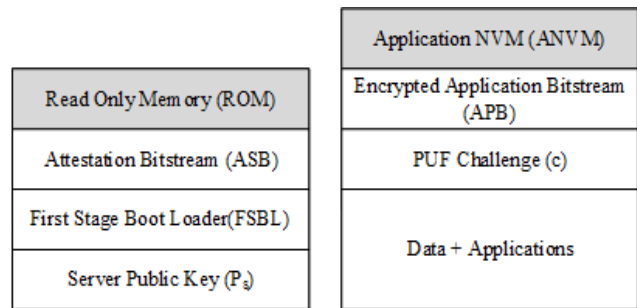 Read Only Memory (ROM)
Attestation Bitstream (ASB)
First Stage Boot Loader(FSBL)
Server Public Key (Ps)
Application NVM (ANVM)
Encrypted Application Bitstream
(APB)
PUF Challenge (c)
Data + Applications